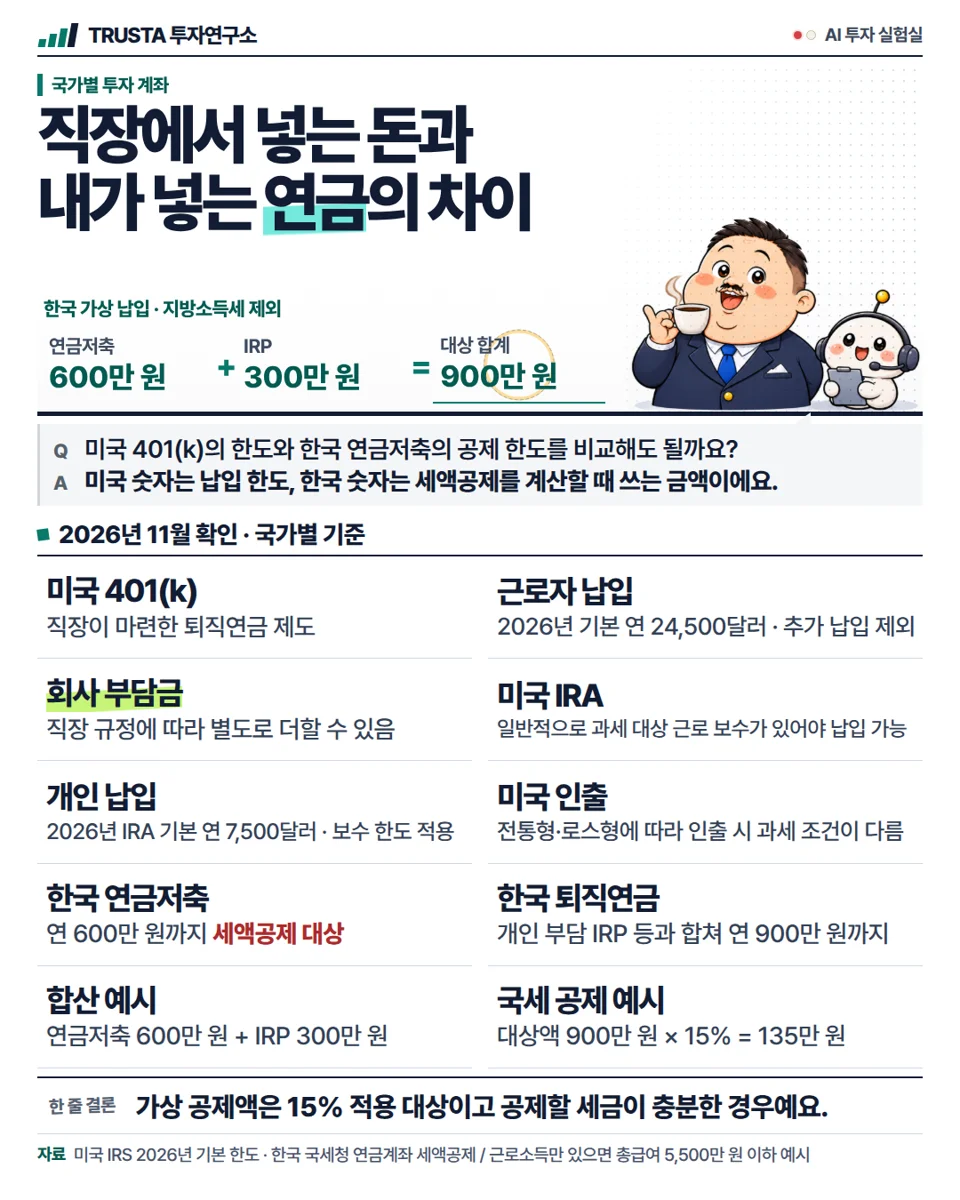 TRUSTA 투자연구소
AI 투자 실험실
국가별 투자 계좌
직장에서 넣는 돈과
내가 넣는 연금의 차이
한국 가상 납입 · 지방소득세 제외
연금저축
600만 원
+
IRP
300만 원
=
대상 합계
900만 원
Q 미국 401(k)의 한도와 한국 연금저축의 공제 한도를 비교해도 될까요?
A 미국 숫자는 납입 한도, 한국 숫자는 세액공제를 계산할 때 쓰는 금액이에요.
2026년 11월 확인 · 국가별 기준
미국 401(k)
직장이 마련한 퇴직연금 제도
근로자 납입
2026년 기본 연 24,500달러 · 추가 납입 제외
회사 부담금
직장 규정에 따라 별도로 더할 수 있음
미국 IRA
일반적으로 과세 대상 근로 보수가 있어야 납입 가능
개인 납입
2026년 IRA 기본 연 7,500달러 · 보수 한도 적용
미국 인출
전통형·로스형에 따라 인출 시 과세 조건이 다름
한국 연금저축
연 600만 원까지 세액공제 대상
한국 퇴직연금
개인 부담 IRP 등과 합쳐 연 900만 원까지
합산 예시
연금저축 600만 원 + IRP 300만 원
국세 공제 예시
대상액 900만 원 × 15% = 135만 원
한 줄 결론 가상 공제액은 15% 적용 대상이고 공제할 세금이 충분한 경우예요.
자료 미국 IRS 2026년 기본 한도 · 한국 국세청 연금계좌 세액공제 / 근로소득만 있으면 총급여 5,500만 원 이하 예시